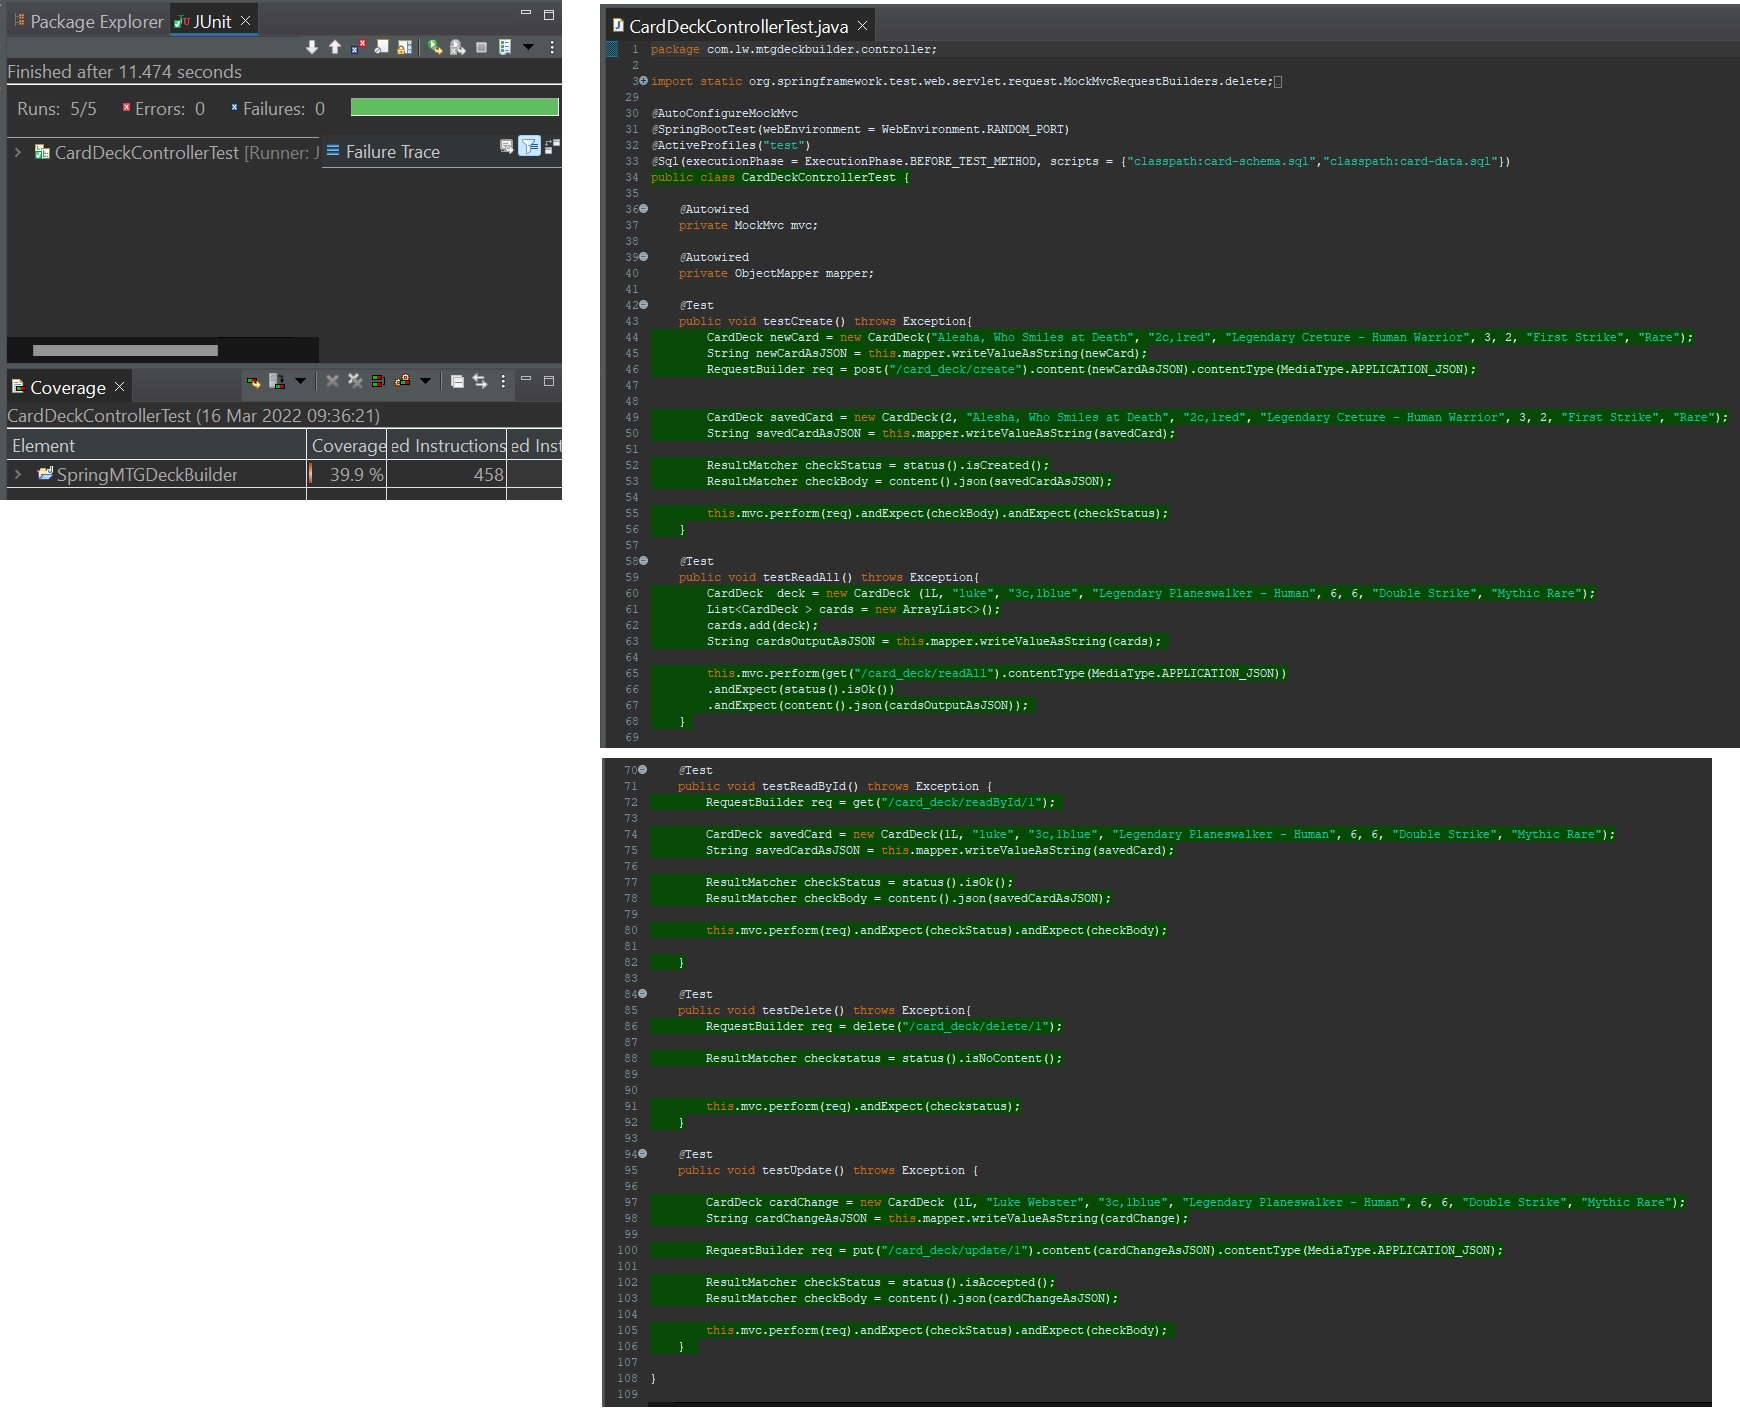 Package Explorer
JUnit
Finished after 11.474 seconds
Runs: 5/5 Errors: 0 Failures: 0
CardDeckControllerTest [Runner: J
Failure Trace
Coverage
CardDeckControllerTest (16 Mar 2022 09:36:21)
Element Coverage ed Instructions ed Inst
SpringMTGDeckBuilder 39.9 % 458
CardDeckControllerTest.java
1 package com.lw.mtgdeckbuilder.controller;
2
3 import static org.springframework.test.web.servlet.request.MockMvcRequestBuilders.delete;
29
30 @AutoConfigureMockMvc
31 @SpringBootTest(webEnvironment = WebEnvironment.RANDOM_PORT)
32 @ActiveProfiles("test")
33 @Sql(executionPhase = ExecutionPhase.BEFORE_TEST_METHOD, scripts = {"classpath:card-schema.sql","classpath:card-data.sql"})
34 public class CardDeckControllerTest {
35
36 @Autowired
37 private MockMvc mvc;
38
39 @Autowired
40 private ObjectMapper mapper;
41
42 @Test
43 public void testCreate() throws Exception{
44 CardDeck newCard = new CardDeck("Alesha, Who Smiles at Death", "2c,1red", "Legendary Creture - Human Warrior", 3, 2, "First Strike", "Rare");
45 String newCardAsJSON = this.mapper.writeValueAsString(newCard);
46 RequestBuilder req = post("/card_deck/create").content(newCardAsJSON).contentType(MediaType.APPLICATION_JSON);
47
48
49 CardDeck savedCard = new CardDeck(2, "Alesha, Who Smiles at Death", "2c,1red", "Legendary Creture - Human Warrior", 3, 2, "First Strike", "Rare");
50 String savedCardAsJSON = this.mapper.writeValueAsString(savedCard);
51
52 ResultMatcher checkStatus = status().isCreated();
53 ResultMatcher checkBody = content().json(savedCardAsJSON);
54
55 this.mvc.perform(req).andExpect(checkBody).andExpect(checkStatus);
56 }
57
58 @Test
59 public void testReadAll() throws Exception{
60 CardDeck  deck = new CardDeck (1L, "luke", "3c,1blue", "Legendary Planeswalker - Human", 6, 6, "Double Strike", "Mythic Rare");
61 List<CardDeck > cards = new ArrayList<>();
62 cards.add(deck);
63 String cardsOutputAsJSON = this.mapper.writeValueAsString(cards);
64
65 this.mvc.perform(get("/card_deck/readAll").contentType(MediaType.APPLICATION_JSON))
66 .andExpect(status().isOk())
67 .andExpect(content().json(cardsOutputAsJSON));
68 }
69
70 @Test
71 public void testReadById() throws Exception {
72 RequestBuilder req = get("/card_deck/readById/1");
73
74 CardDeck savedCard = new CardDeck(1L, "luke", "3c,1blue", "Legendary Planeswalker - Human", 6, 6, "Double Strike", "Mythic Rare");
75 String savedCardAsJSON = this.mapper.writeValueAsString(savedCard);
76
77 ResultMatcher checkStatus = status().isOk();
78 ResultMatcher checkBody = content().json(savedCardAsJSON);
79
80 this.mvc.perform(req).andExpect(checkStatus).andExpect(checkBody);
81
82 }
83
84 @Test
85 public void testDelete() throws Exception{
86 RequestBuilder req = delete("/card_deck/delete/1");
87
88 ResultMatcher checkstatus = status().isNoContent();
89
90
91 this.mvc.perform(req).andExpect(checkstatus);
92 }
93
94 @Test
95 public void testUpdate() throws Exception {
96
97 CardDeck cardChange = new CardDeck (1L, "Luke Webster", "3c,1blue", "Legendary Planeswalker - Human", 6, 6, "Double Strike", "Mythic Rare");
98 String cardChangeAsJSON = this.mapper.writeValueAsString(cardChange);
99
100 RequestBuilder req = put("/card_deck/update/1").content(cardChangeAsJSON).contentType(MediaType.APPLICATION_JSON);
101
102 ResultMatcher checkStatus = status().isAccepted();
103 ResultMatcher checkBody = content().json(cardChangeAsJSON);
104
105 this.mvc.perform(req).andExpect(checkStatus).andExpect(checkBody);
106 }
107
108 }
109